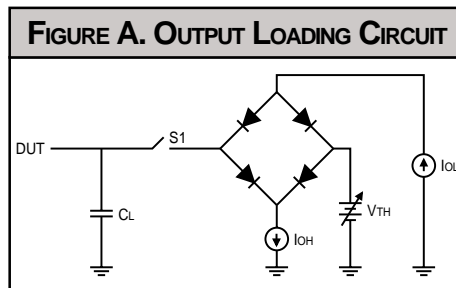 FIGURE A. OUTPUT LOADING CIRCUIT
DUT
S1
IOL
CL
VTH
IOH